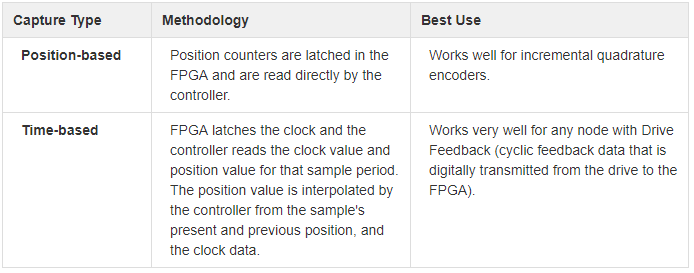 Capture Type Methodology Best Use
Position-based Position counters are latched in the Works well for incremental quadrature
FPGA and are read directly by the encoders.
controller.
Time-based FPGA latches the clock and the Works very well for any node with Drive
controller reads the clock value and Feedback (cyclic feedback data that is
position value for that sample period. digitally transmitted from the drive to the
The position value is interpolated by FPGA).
the controller from the sample's
present and previous position, and
the clock data.